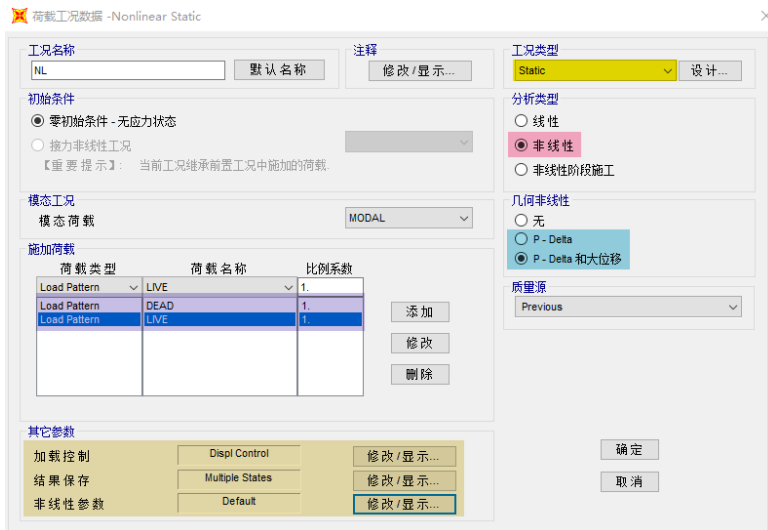 荷载工况数据 -Nonlinear Static
工况名称
NL
默认名称
注释
修改/显示...
工况类型
Static
设计...
初始条件
零初始条件 - 无应力状态
接力非线性工况
【重要提示】: 当前工况继承前置工况中施加的荷载.
分析类型
线性
非线性
非线性阶段施工
模态工况
模态荷载
MODAL
几何非线性
无
P - Delta
P - Delta 和大位移
施加荷载
荷载类型 荷载名称 比例系数
Load Pattern LIVE 1.
Load Pattern DEAD 1.
Load Pattern LIVE 1.
添加
修改
删除
质量源
Previous
其它参数
加载控制 Displ Control 修改/显示...
结果保存 Multiple States 修改/显示...
非线性参数 Default 修改/显示...
确定
取消